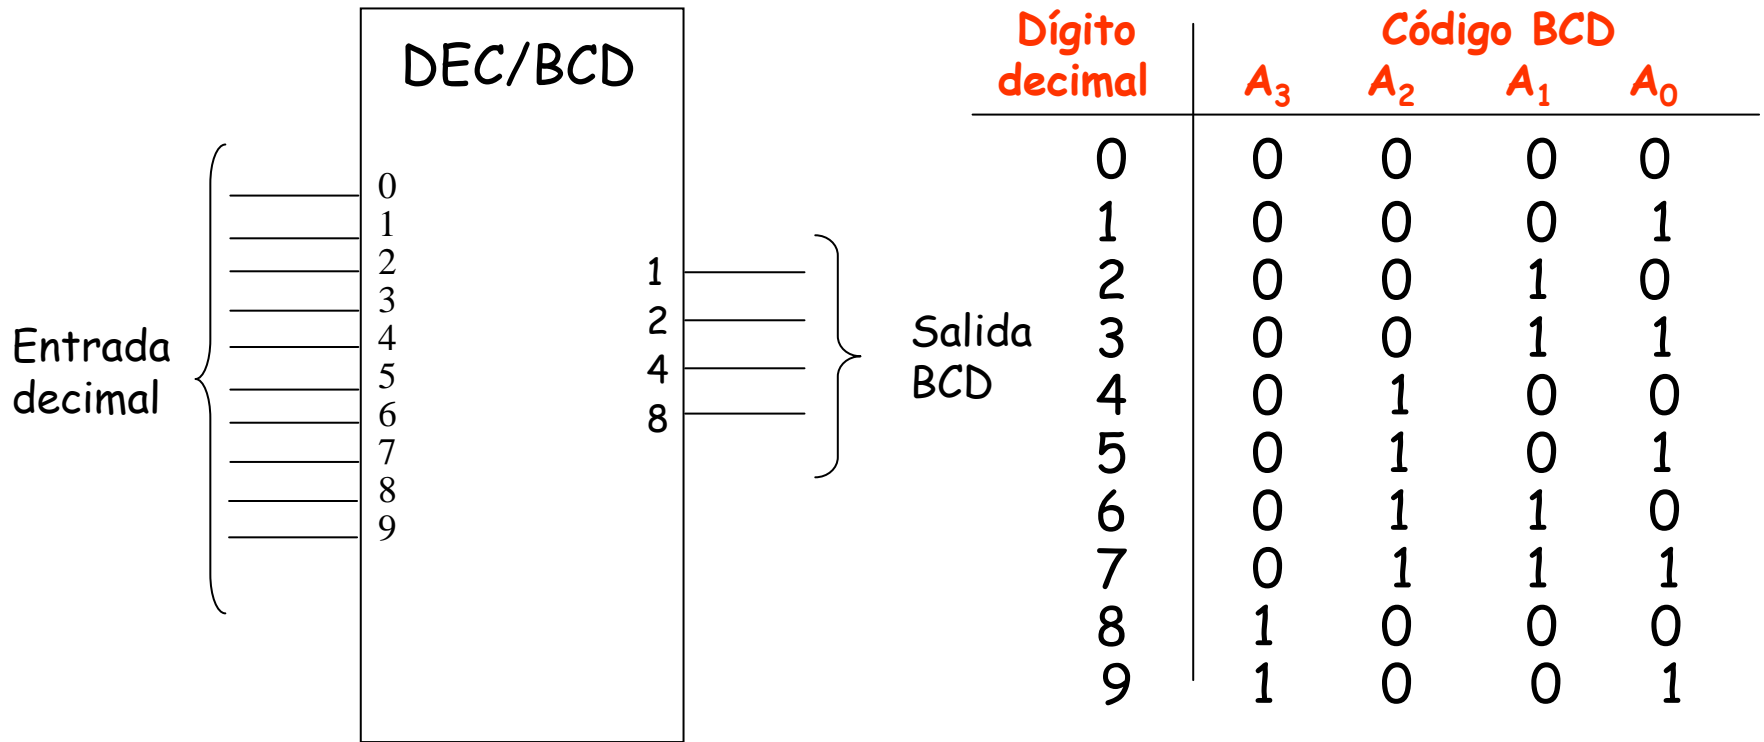 DEC/BCD
Entrada
decimal
0
1
2
3
4
5
6
7
8
9
1
2
4
8
Salida
BCD
Dígito
decimal
Código BCD
A₃ A₂ A₁ A₀
0 0 0 0 0
1 0 0 0 1
2 0 0 1 0
3 0 0 1 1
4 0 1 0 0
5 0 1 0 1
6 0 1 1 0
7 0 1 1 1
8 1 0 0 0
9 1 0 0 1